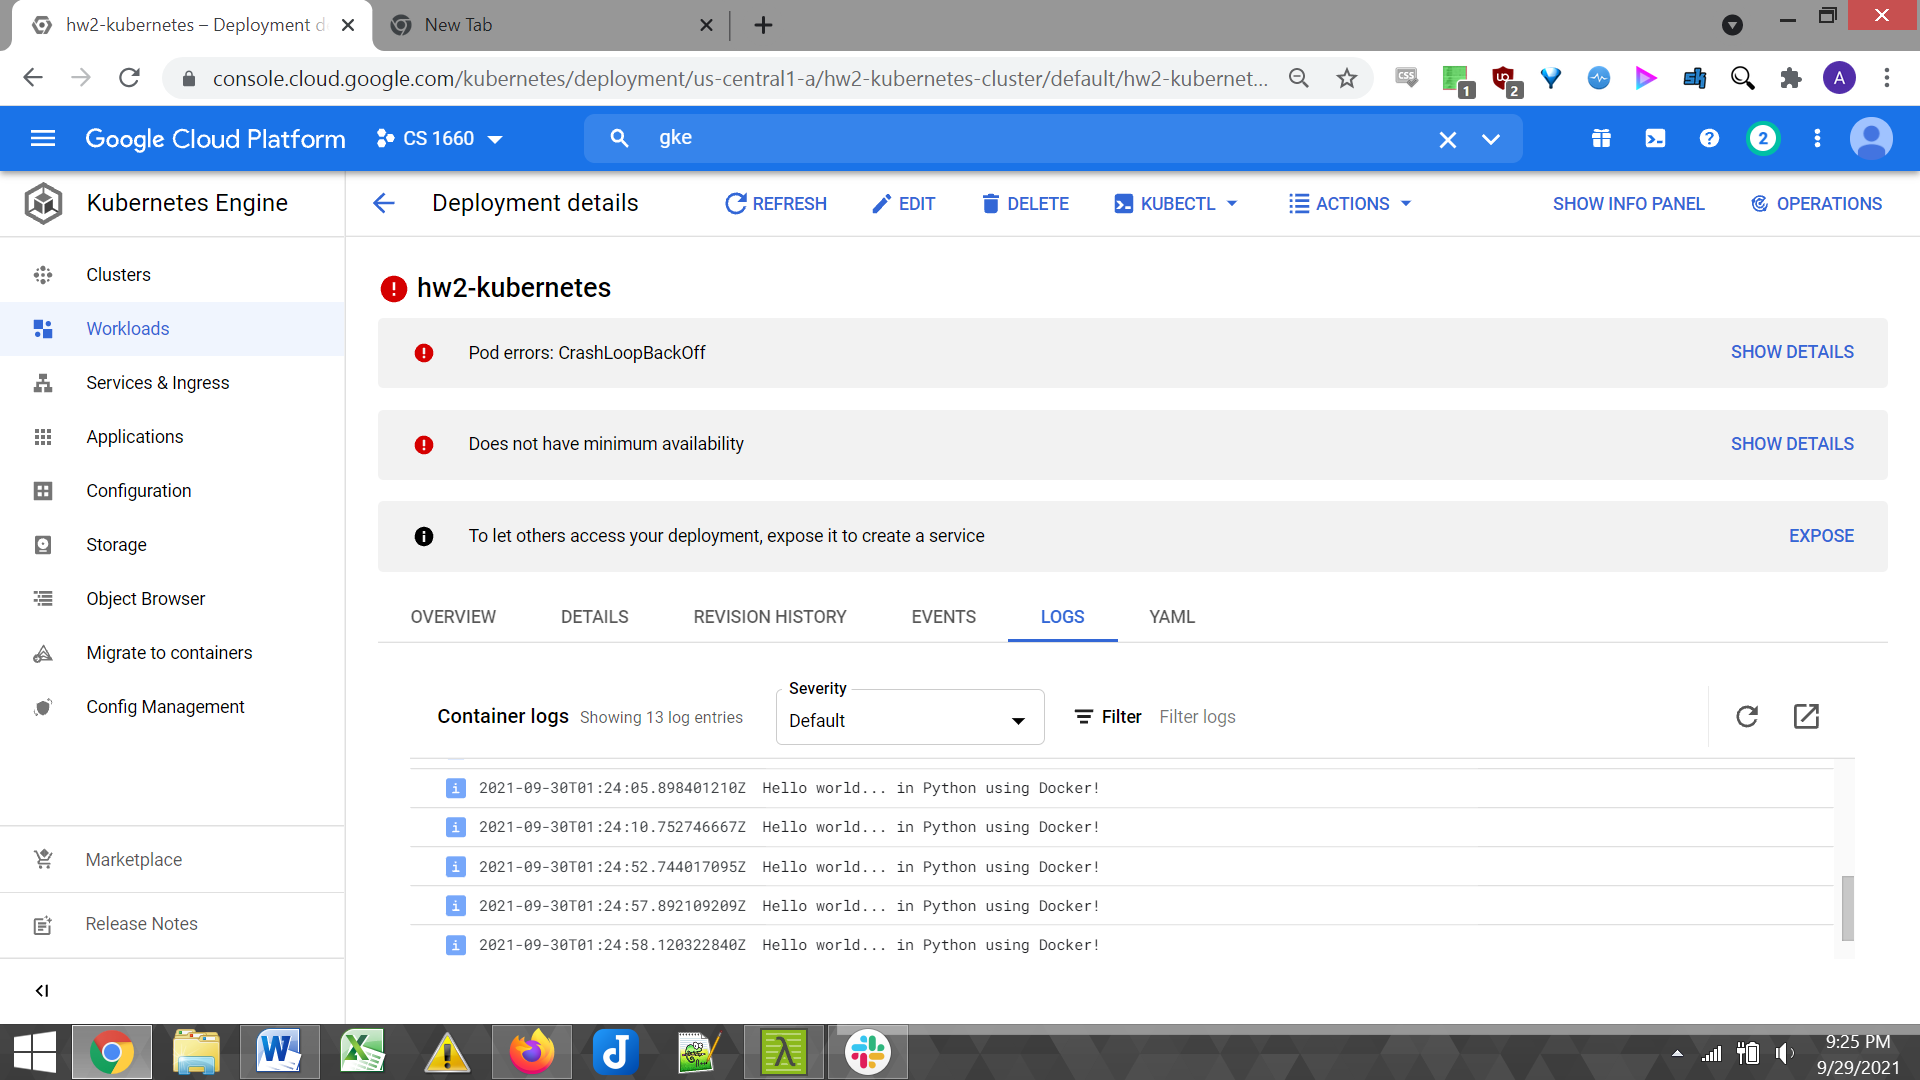 hw2-kubernetes – Deployment d
New Tab
console.cloud.google.com/kubernetes/deployment/us-central1-a/hw2-kubernetes-cluster/default/hw2-kubernet...
CSS
1
2
A
Google Cloud Platform
CS 1660
gke
2
Kubernetes Engine
Deployment details
REFRESH
EDIT
DELETE
KUBECTL
ACTIONS
SHOW INFO PANEL
OPERATIONS
Clusters
Workloads
Services & Ingress
Applications
Configuration
Storage
Object Browser
Migrate to containers
Config Management
Marketplace
Release Notes
hw2-kubernetes
Pod errors: CrashLoopBackOff
SHOW DETAILS
Does not have minimum availability
SHOW DETAILS
To let others access your deployment, expose it to create a service
EXPOSE
OVERVIEW
DETAILS
REVISION HISTORY
EVENTS
LOGS
YAML
Container logs
Showing 13 log entries
Severity
Default
Filter
Filter logs
i 2021-09-30T01:24:05.898401210Z Hello world... in Python using Docker!
i 2021-09-30T01:24:10.752746667Z Hello world... in Python using Docker!
i 2021-09-30T01:24:52.744017095Z Hello world... in Python using Docker!
i 2021-09-30T01:24:57.892109209Z Hello world... in Python using Docker!
i 2021-09-30T01:24:58.120322840Z Hello world... in Python using Docker!
9:25 PM
9/29/2021